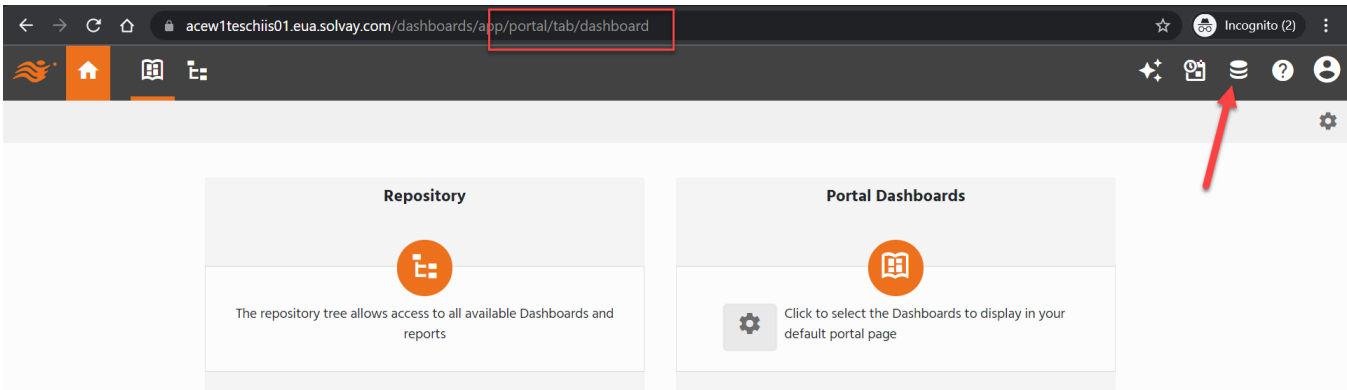 acew1teschiis01.eua.solvay.com/dashboards/app/portal/tab/dashboard
Incognito (2)
Repository
Portal Dashboards
The repository tree allows access to all available Dashboards and
reports
Click to select the Dashboards to display in your
default portal page